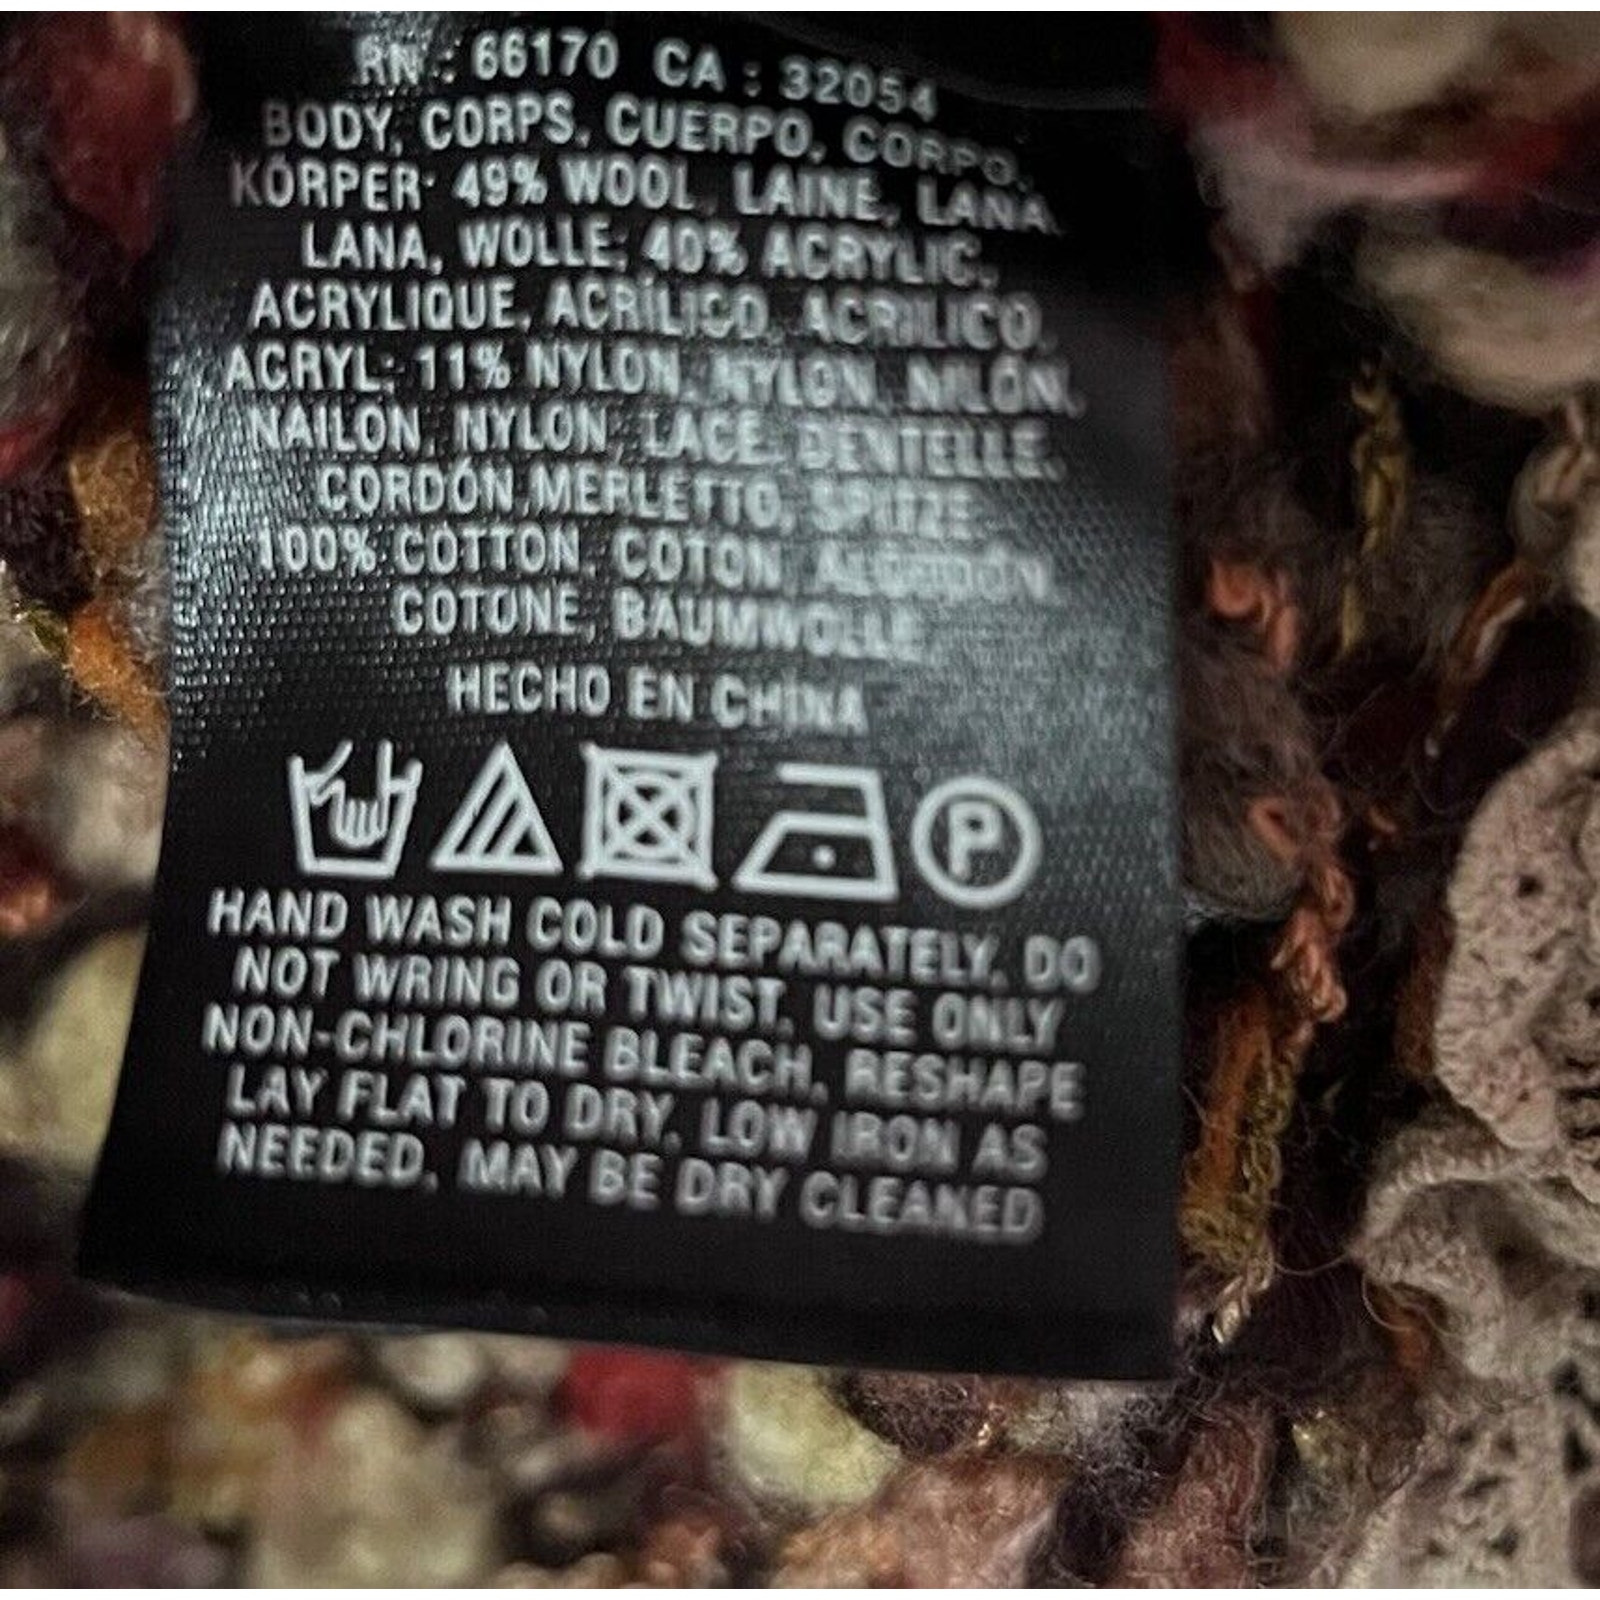 RN : 66170 CA : 32054
BODY, CORPS, CUERPO, CORPO,
KÖRPER: 49% WOOL, LAINE, LANA,
LANA, WOLLE; 40% ACRYLIC,
ACRYLIQUE, ACRÍLICO, ACRILICO,
ACRYL; 11% NYLON, NYLON, NILÓN,
NAILON, NYLON; LACE, DENTELLE,
CORDÓN, MERLETTO, SPITZE:
100% COTTON, COTON, ALGODÓN,
COTONE, BAUMWOLLE
HECHO EN CHINA
P
HAND WASH COLD SEPARATELY. DO
NOT WRING OR TWIST. USE ONLY
NON-CHLORINE BLEACH. RESHAPE
LAY FLAT TO DRY. LOW IRON AS
NEEDED. MAY BE DRY CLEANED